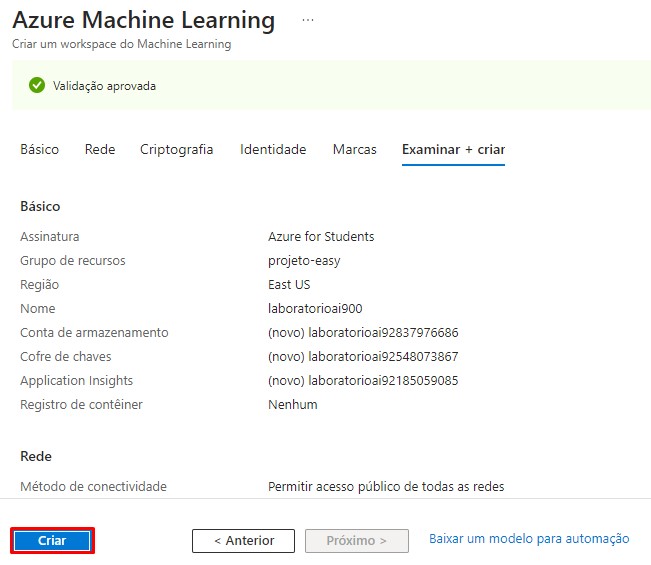 Azure Machine Learning ...
Criar um workspace do Machine Learning
Validação aprovada
Básico Rede Criptografia Identidade Marcas Examinar + criar
Básico
Assinatura Azure for Students
Grupo de recursos projeto-easy
Região East US
Nome laboratorioai900
Conta de armazenamento (novo) laboratorioai92837976686
Cofre de chaves (novo) laboratorioai92548073867
Application Insights (novo) laboratorioai92185059085
Registro de contêiner Nenhum
Rede
Método de conectividade Permitir acesso público de todas as redes
Criar < Anterior Próximo > Baixar um modelo para automação